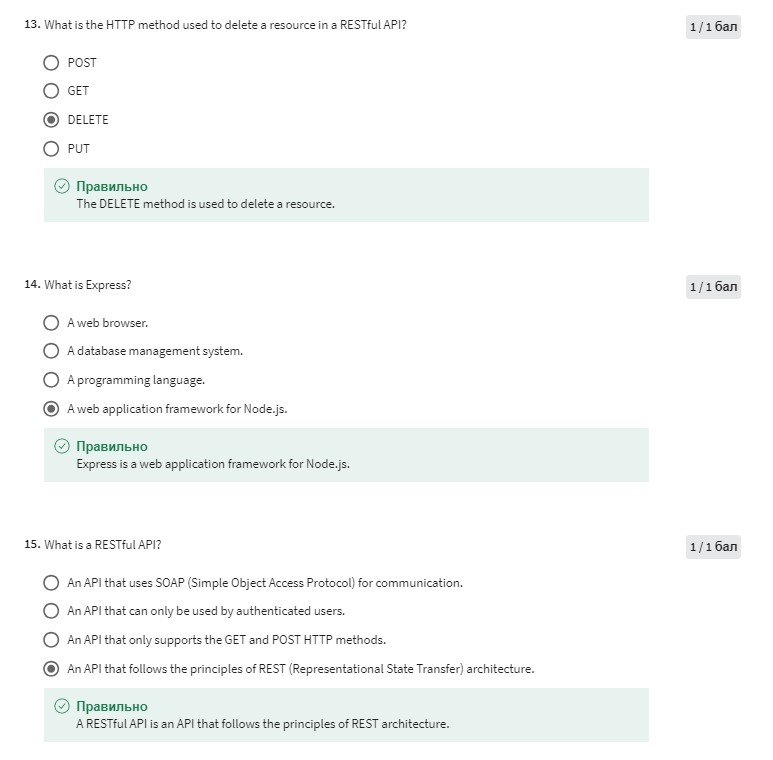 13. What is the HTTP method used to delete a resource in a RESTful API?
1 / 1 бал
POST
GET
DELETE
PUT
Правильно
The DELETE method is used to delete a resource.
14. What is Express?
1 / 1 бал
A web browser.
A database management system.
A programming language.
A web application framework for Node.js.
Правильно
Express is a web application framework for Node.js.
15. What is a RESTful API?
1 / 1 бал
An API that uses SOAP (Simple Object Access Protocol) for communication.
An API that can only be used by authenticated users.
An API that only supports the GET and POST HTTP methods.
An API that follows the principles of REST (Representational State Transfer) architecture.
Правильно
A RESTful API is an API that follows the principles of REST architecture.